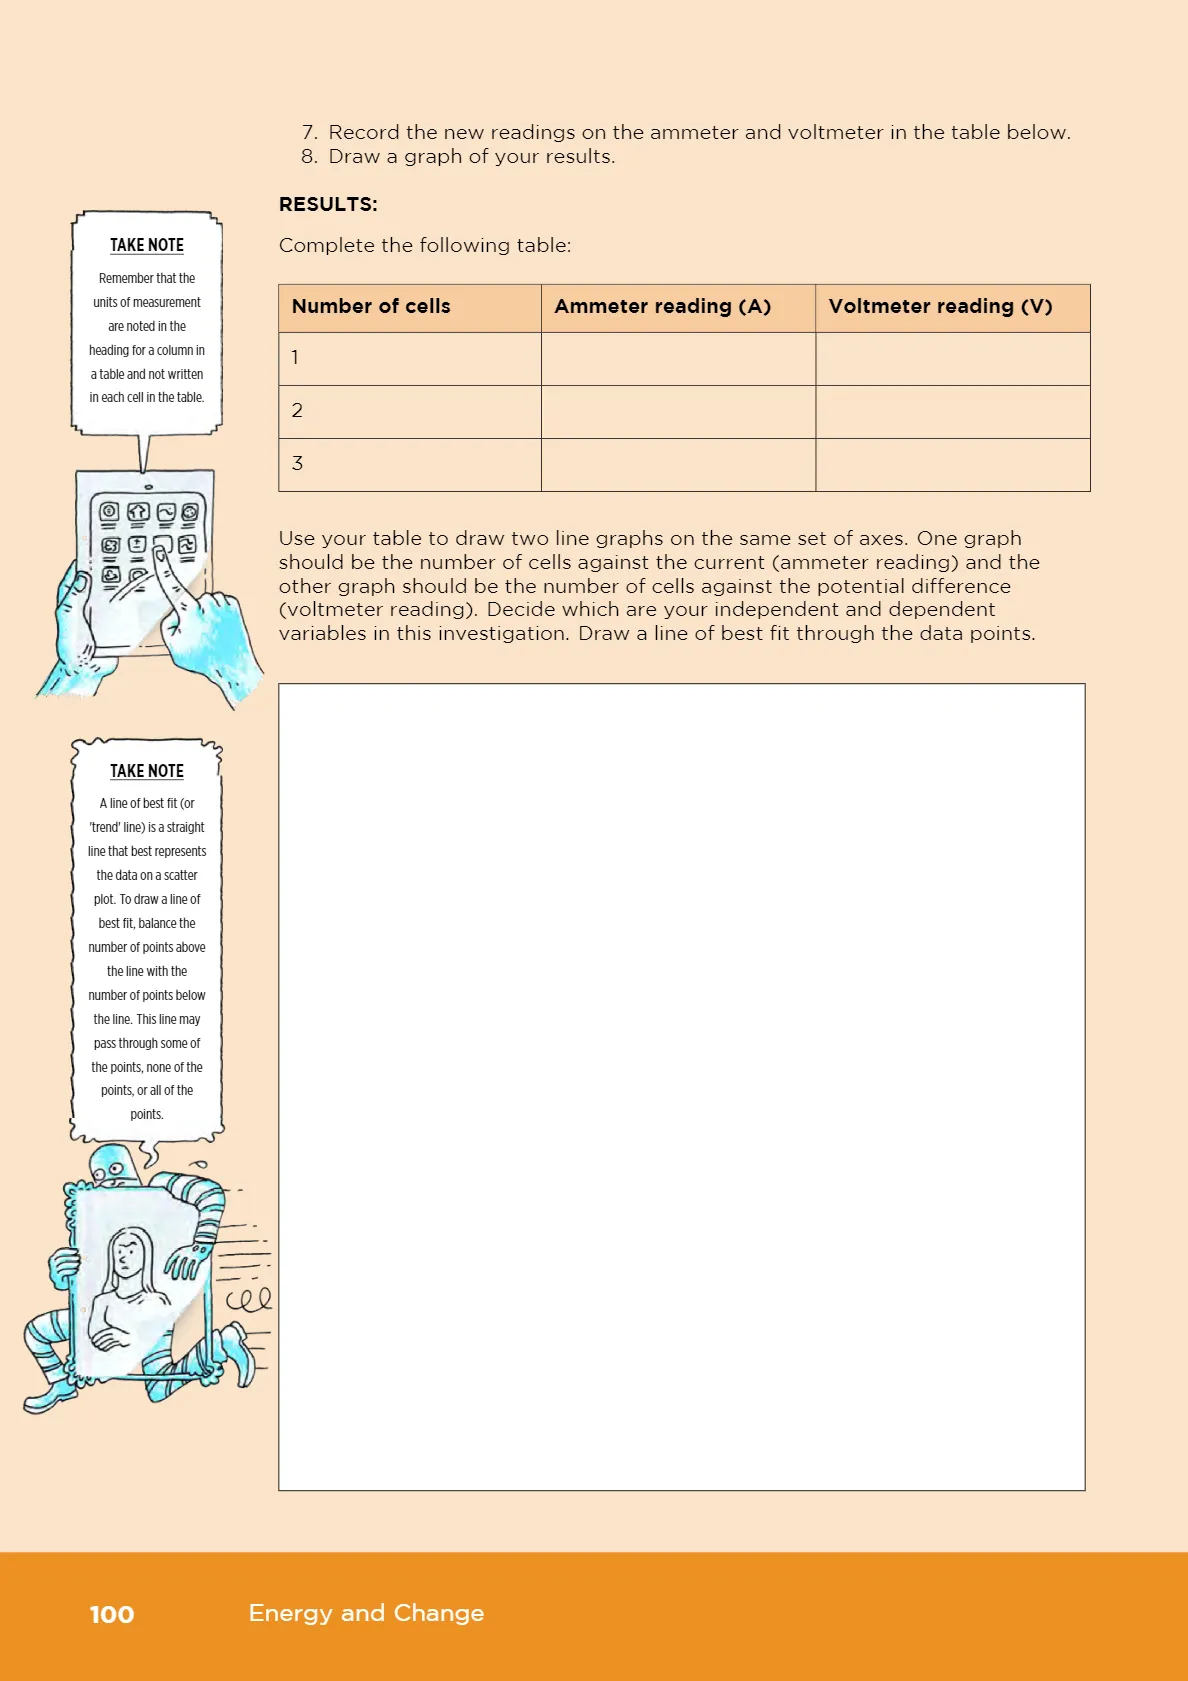 7. Record the new readings on the ammeter and voltmeter in the table below.
8. Draw a graph of your results.
RESULTS:
Complete the following table:
Number of cells Ammeter reading (A) Voltmeter reading (V)
1
2
3
Use your table to draw two line graphs on the same set of axes. One graph
should be the number of cells against the current (ammeter reading) and the
other graph should be the number of cells against the potential difference
(voltmeter reading). Decide which are your independent and dependent
variables in this investigation. Draw a line of best fit through the data points.
TAKE NOTE
Remember that the
units of measurement
are noted in the
heading for a column in
a table and not written
in each cell in the table.
TAKE NOTE
A line of best fit (or
'trend' line) is a straight
line that best represents
the data on a scatter
plot. To draw a line of
best fit, balance the
number of points above
the line with the
number of points below
the line. This line may
pass through some of
the points, none of the
points, or all of the
points.
100 Energy and Change